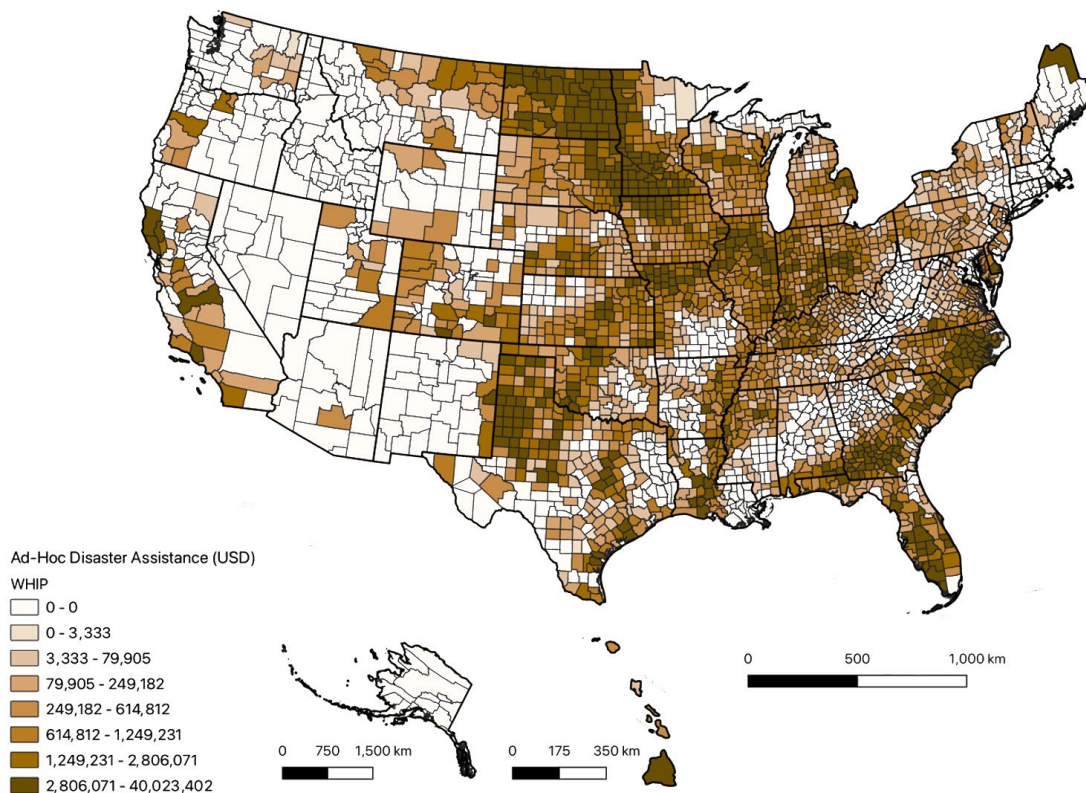 Ad-Hoc Disaster Assistance (USD)
WHIP
0 - 0
0 - 3,333
3,333 - 79,905
79,905 - 249,182
249,182 - 614,812
614,812 - 1,249,231
1,249,231 - 2,806,071
2,806,071 - 40,023,402
0 750 1,500 km
0 175 350 km
0 500 1,000 km